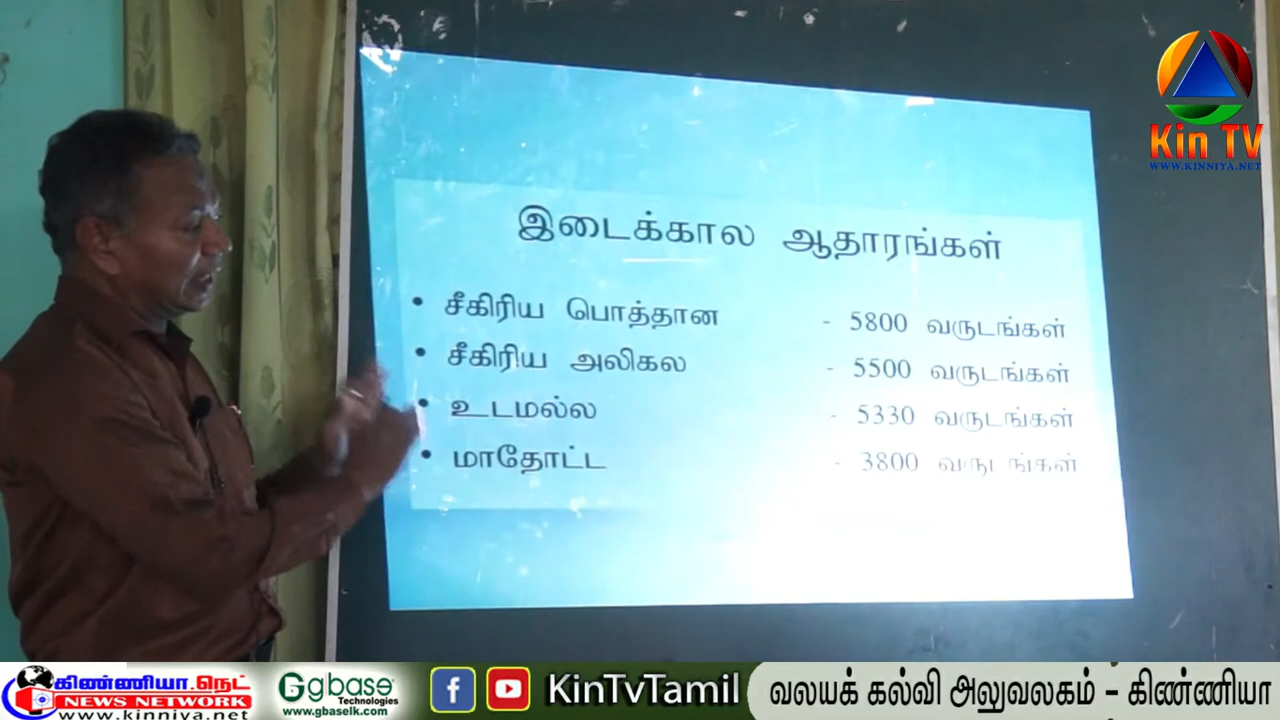 Kin TV
WWW.KINNIYA.NET
இடைக்கால ஆதாரங்கள்
• சீகிரிய பொத்தான - 5800 வருடங்கள்
• சீகிரிய அலிகல - 5500 வருடங்கள்
• உடமல்ல - 5330 வருடங்கள்
• மாதோட்ட - 3800 வருடங்கள்
கிண்ணியா.நெட்
NEWS NETWORK
www.kinniya.net
gbase
Technologies
www.gbaselk.com
KinTvTamil
வலயக் கல்வி அலுவலகம் - கிண்ணியா